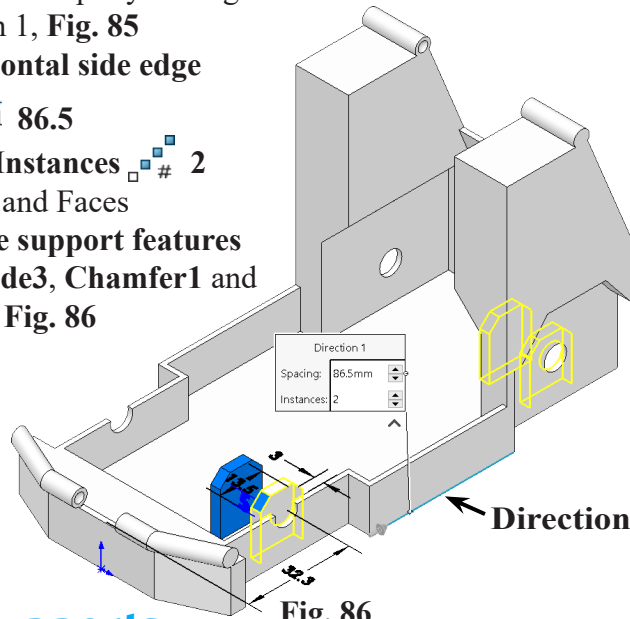 1, Fig. 85
ontal side edge
86.5
Instances # 2
and Faces
e support features
de3, Chamfer1 and
Fig. 86
Direction 1
Spacing: 86.5mm
Instances: 2
3
32.3
Direction
Fig. 86